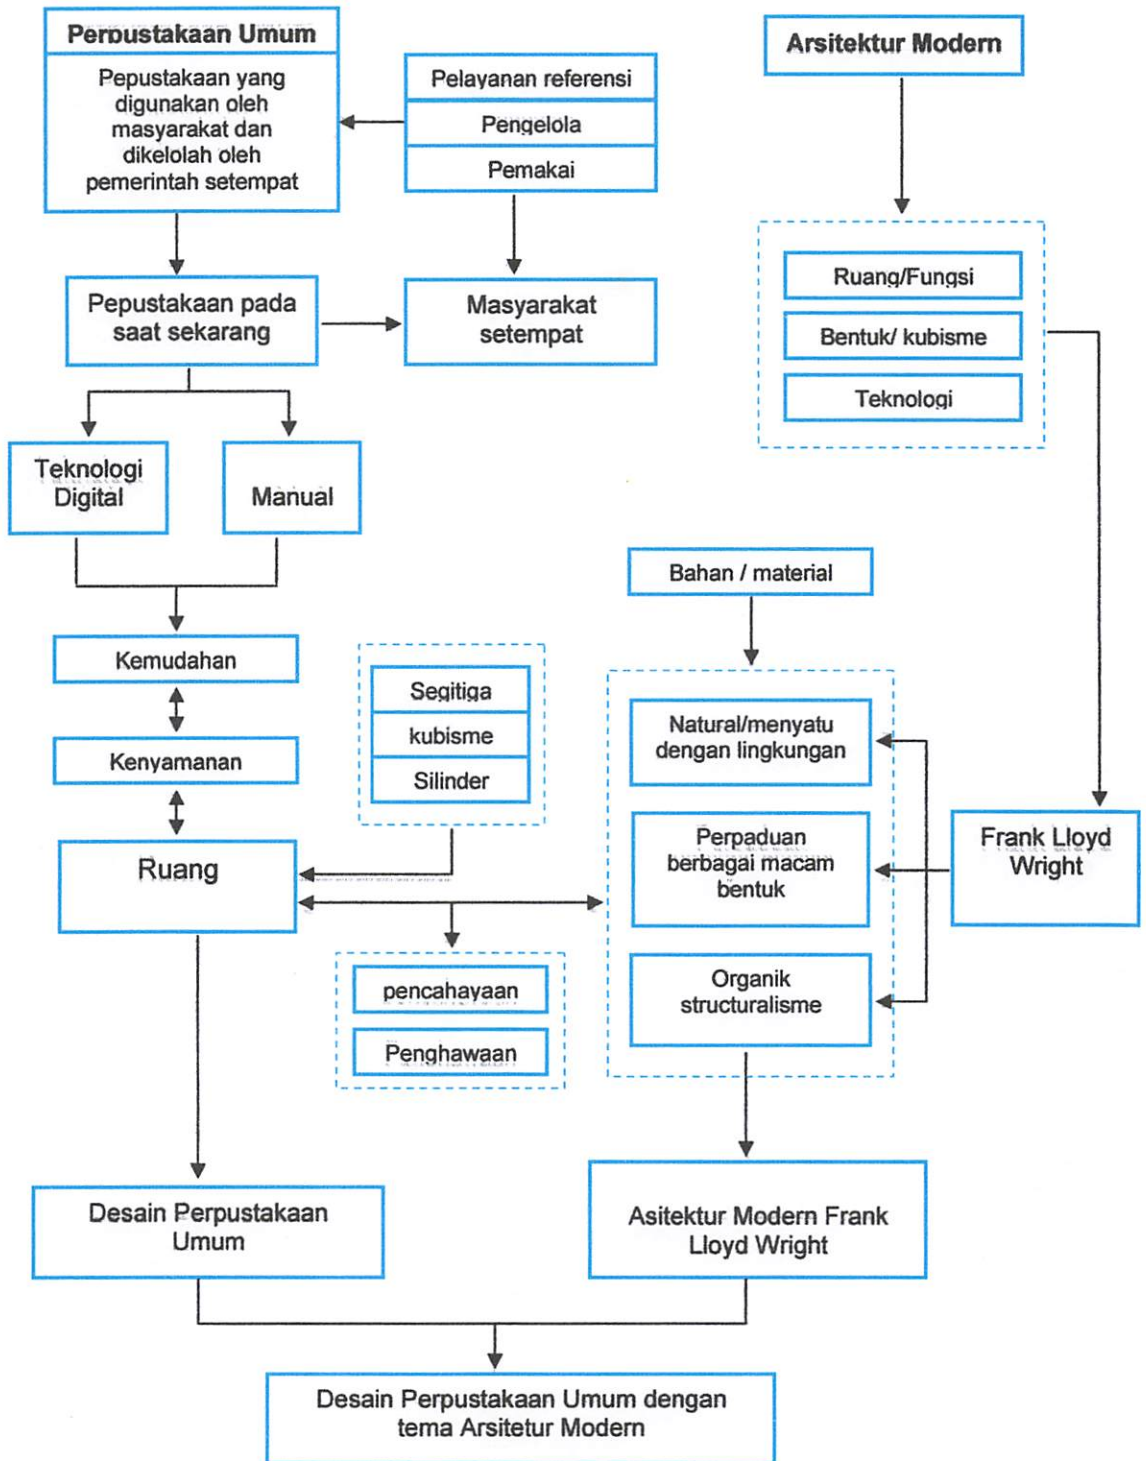 Perpustakaan Umum
Pepustakaan yang
digunakan oleh
masyarakat dan
dikelolah oleh
pemerintah setempat
Pelayanan referensi
Pengelola
Pemakai
Arsitektur Modern
Pepustakaan pada
saat sekarang
Masyarakat
setempat
Ruang/Fungsi
Bentuk/ kubisme
Teknologi
Teknologi
Digital
Manual
Bahan / material
Kemudahan
Kenyamanan
Ruang
Segitiga
kubisme
Silinder
Natural/menyatu
dengan lingkungan
Perpaduan
berbagai macam
bentuk
Organik
structuralisme
Frank Lloyd
Wright
pencahayaan
Penghawaan
Desain Perpustakaan
Umum
Asitektur Modern Frank
Lloyd Wright
Desain Perpustakaan Umum dengan
tema Arsitetur Modern